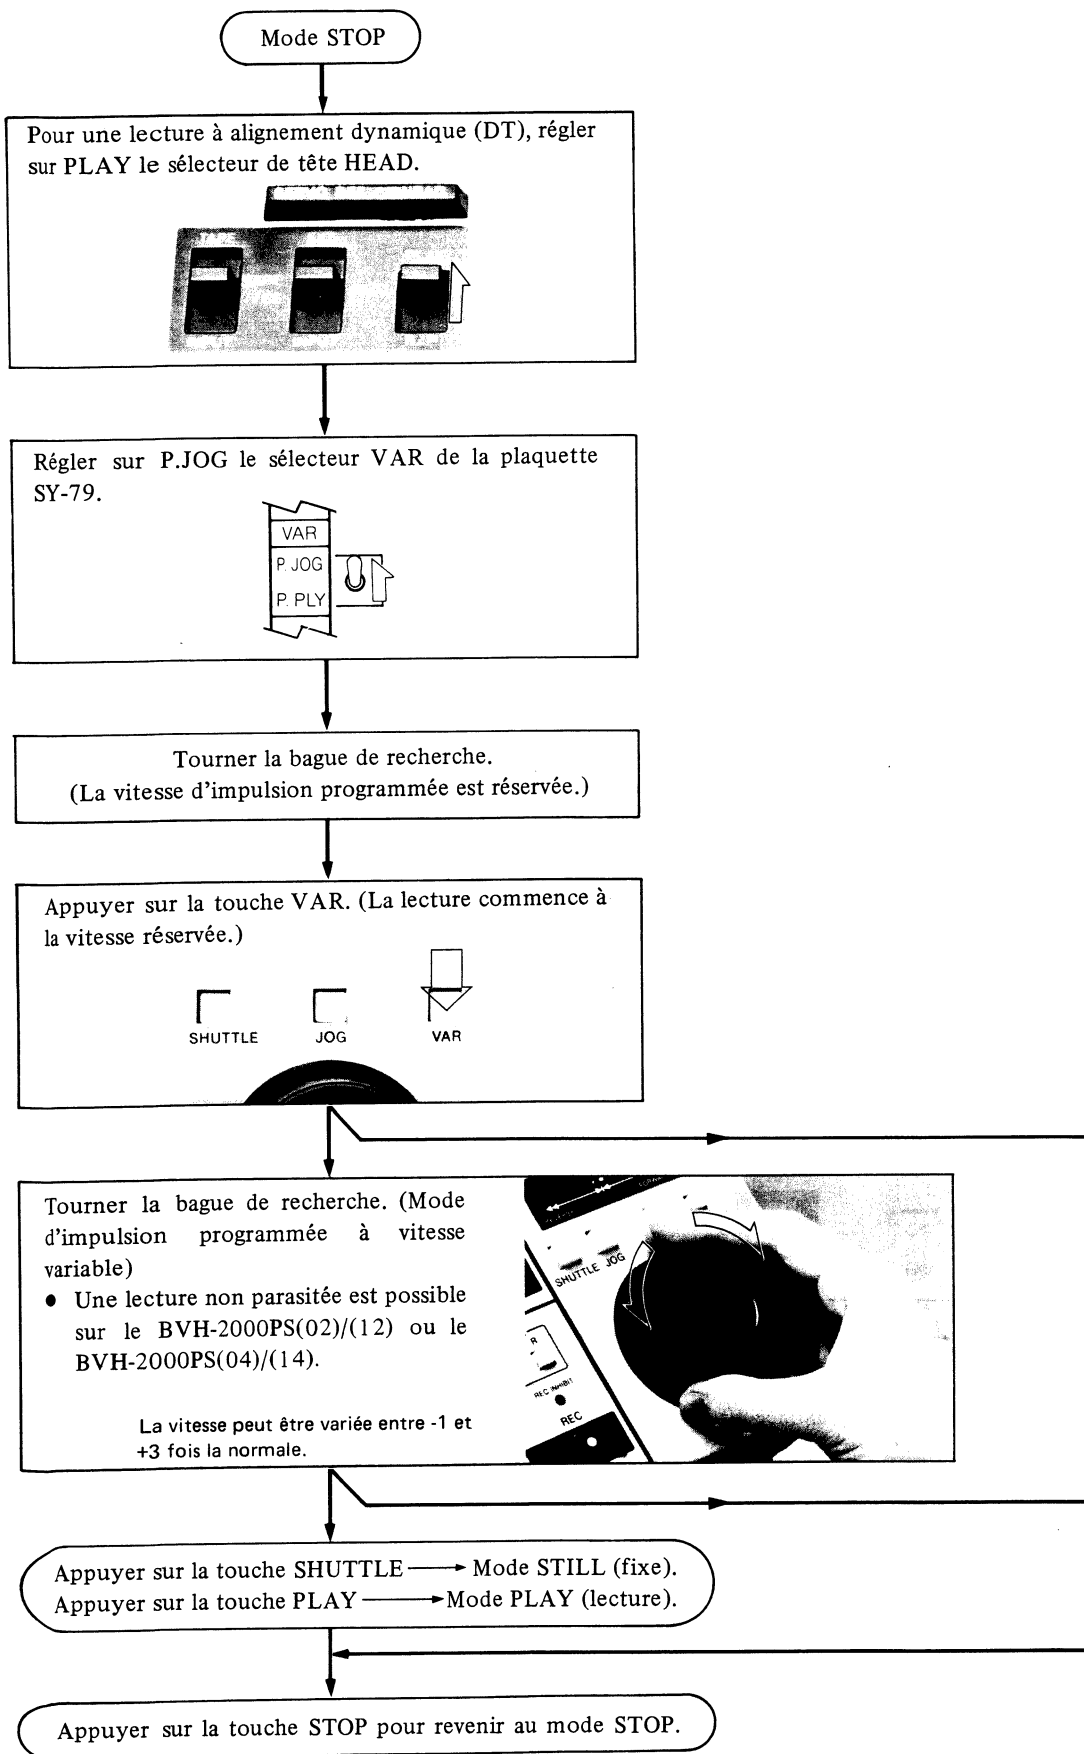 Mode STOP
Pour une lecture à alignement dynamique (DT), régler
sur PLAY le sélecteur de tête HEAD.
Régler sur P.JOG le sélecteur VAR de la plaquette
SY-79.
VAR
P. JOG
P. PLY
Tourner la bague de recherche.
(La vitesse d'impulsion programmée est réservée.)
Appuyer sur la touche VAR. (La lecture commence à
la vitesse réservée.)
SHUTTLE JOG VAR
Tourner la bague de recherche. (Mode
d'impulsion programmée à vitesse
variable)
● Une lecture non parasitée est possible
sur le BVH-2000PS(02)/(12) ou le
BVH-2000PS(04)/(14).
La vitesse peut être variée entre -1 et
+3 fois la normale.
SHUTTLE JOG
R
REC INHIBIT
REC
Appuyer sur la touche SHUTTLE → Mode STILL (fixe).
Appuyer sur la touche PLAY → Mode PLAY (lecture).
Appuyer sur la touche STOP pour revenir au mode STOP.